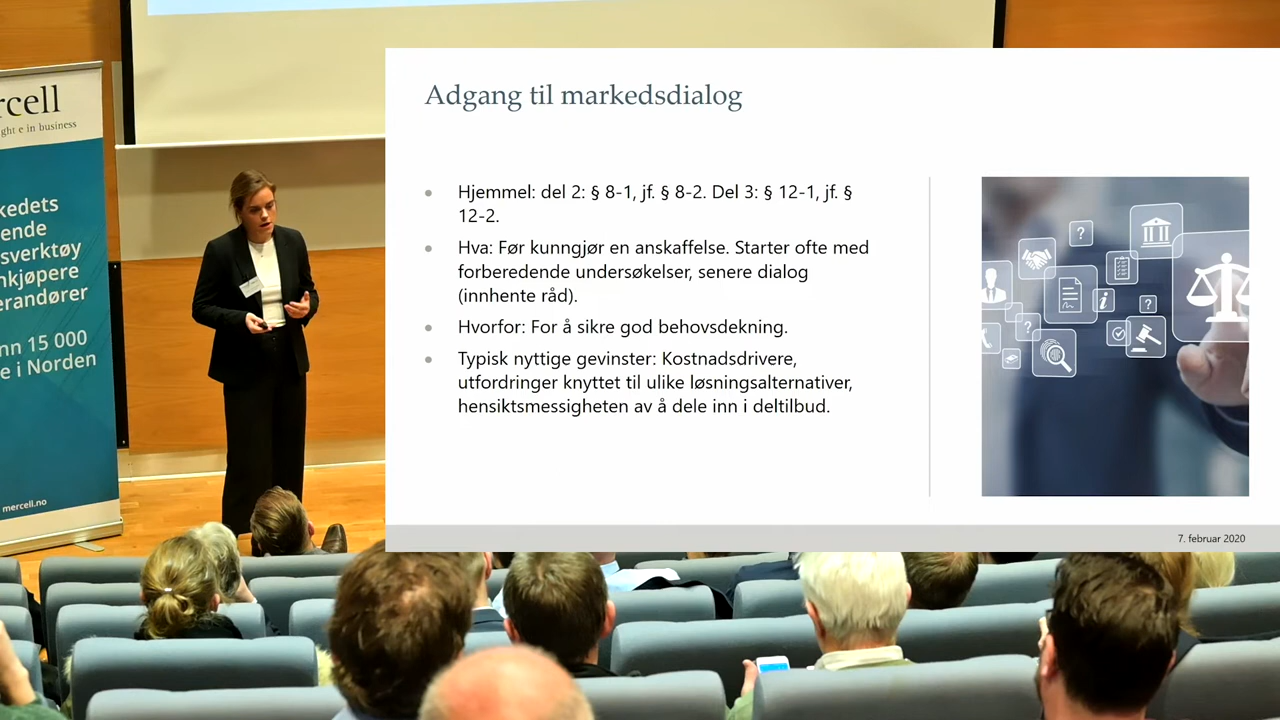 rcell
ght e in business
kedets
ende
sverktøy
nkjøpere
erandører
nn 15 000
e i Norden
mercell.no
Adgang til markedsdialog
Hjemmel: del 2: § 8-1, jf. § 8-2. Del 3: § 12-1, jf. §
12-2.
Hva: Før kunngjør en anskaffelse. Starter ofte med
forberedende undersøkelser, senere dialog
(innhente råd).
Hvorfor: For å sikre god behovsdekning.
Typisk nyttige gevinster: Kostnadsdrivere,
utfordringer knyttet til ulike løsningsalternativer,
hensiktsmessigheten av å dele inn i deltilbud.
7. februar 2020